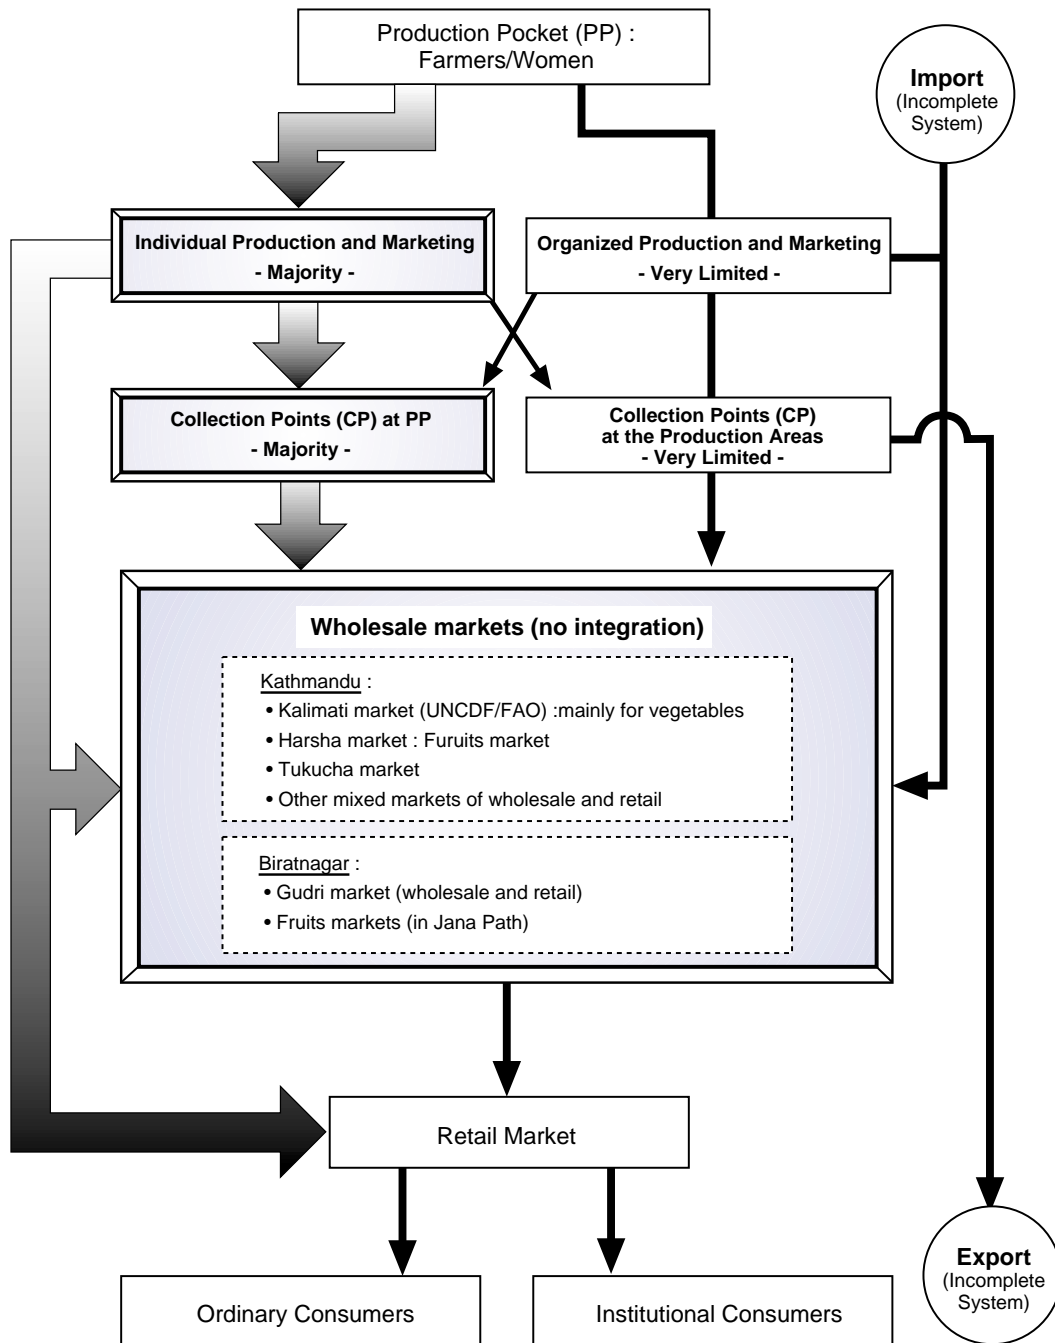 Production Pocket (PP) :
Farmers/Women
Import
(Incomplete
System)
Individual Production and Marketing
- Majority -
Organized Production and Marketing
- Very Limited -
Collection Points (CP) at PP
- Majority -
Collection Points (CP)
at the Production Areas
- Very Limited -
Wholesale markets (no integration)
Kathmandu :
• Kalimati market (UNCDF/FAO) :mainly for vegetables
• Harsha market : Furuits market
• Tukucha market
• Other mixed markets of wholesale and retail
Biratnagar :
• Gudri market (wholesale and retail)
• Fruits markets (in Jana Path)
Retail Market
Export
(Incomplete
System)
Ordinary Consumers
Institutional Consumers